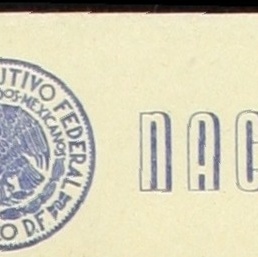 UTIVO FEDERAL
DOS-MEXICANOS
O D.F
NAC